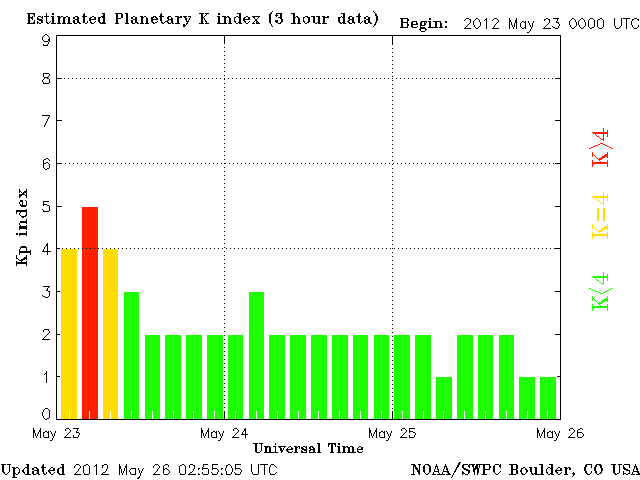 Estimated Planetary K index (3 hour data) Begin: 2012 May 23 0000 UTC
9
8
7
6
5
4
3
2
1
0
Kp index
May 23 May 24 May 25 May 26
Universal Time
K>4
K=4
K<4
Updated 2012 May 26 02:55:05 UTC NOAA/SWPC Boulder, CO USA